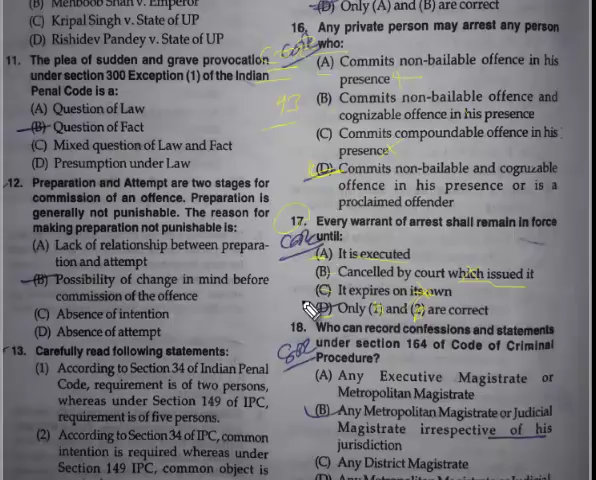 (B) Mehboob Shah v. Emperor
(C) Kripal Singh v. State of UP
(D) Rishidev Pandey v. State of UP
11. The plea of sudden and grave provocation
under section 300 Exception (1) of the Indian
Penal Code is a:
(A) Question of Law
(B) Question of Fact
(C) Mixed question of Law and Fact
(D) Presumption under Law
12. Preparation and Attempt are two stages for
commission of an offence. Preparation is
generally not punishable. The reason for
making preparation not punishable is:
(A) Lack of relationship between prepara-
tion and attempt
(B) Possibility of change in mind before
commission of the offence
(C) Absence of intention
(D) Absence of attempt
13. Carefully read following statements:
(1) According to Section 34 of Indian Penal
Code, requirement is of two persons,
whereas under Section 149 of IPC,
requirement is of five persons.
(2) According to Section 34 of IPC, common
intention is required whereas under
Section 149 IPC, common object is
(D) Only (A) and (B) are correct
16. Any private person may arrest any person
who:
(A) Commits non-bailable offence in his
presence
(B) Commits non-bailable offence and
cognizable offence in his presence
(C) Commits compoundable offence in his
presence
(D) Commits non-bailable and cognizable
offence in his presence or is a
proclaimed offender
43
17. Every warrant of arrest shall remain in force
until:
(A) It is executed
(B) Cancelled by court which issued it
(C) It expires on its own
(D) Only (1) and (2) are correct
18. Who can record confessions and statements
under section 164 of Code of Criminal
Procedure?
(A) Any Executive Magistrate or
Metropolitan Magistrate
(B) Any Metropolitan Magistrate or Judicial
Magistrate irrespective of his
jurisdiction
(C) Any District Magistrate